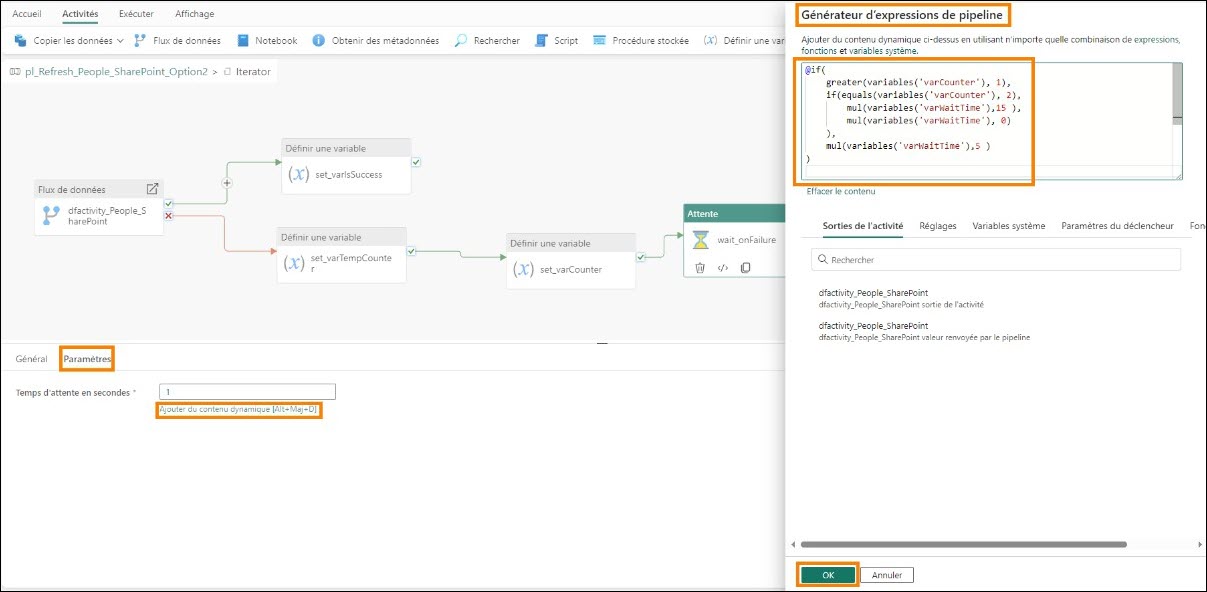 Accueil Activités Exécuter Affichage
Copier les données Flux de données Notebook Obtenir des métadonnées Rechercher Script Procédure stockée (x) Définir une var
pl_Refresh_People_SharePoint_Option2 > Iterator
Définir une variable
(x) set_varIsSuccess
Flux de données
dfactivity_People_S
harePoint
Définir une variable
(x) set_varTempCounte
r
Définir une variable
(x) set_varCounter
Attente
wait_onFailure
Général Paramètres
Temps d'attente en secondes * 1
Ajouter du contenu dynamique [Alt+Maj+D]
Générateur d'expressions de pipeline
Ajouter du contenu dynamique ci-dessus en utilisant n'importe quelle combinaison de expressions,
fonctions et variables système.
@if(
greater(variables('varCounter'), 1),
if(equals(variables('varCounter'), 2),
mul(variables('varWaitTime'),15 ),
mul(variables('varWaitTime'), 0)
),
mul(variables('varWaitTime'),5 )
)
Effacer le contenu
Sorties de l'activité Réglages Variables système Paramètres du déclencheur Fon
Rechercher
dfactivity_People_SharePoint
dfactivity_People_SharePoint sortie de l'activité
dfactivity_People_SharePoint
dfactivity_People_SharePoint valeur renvoyée par le pipeline
OK Annuler